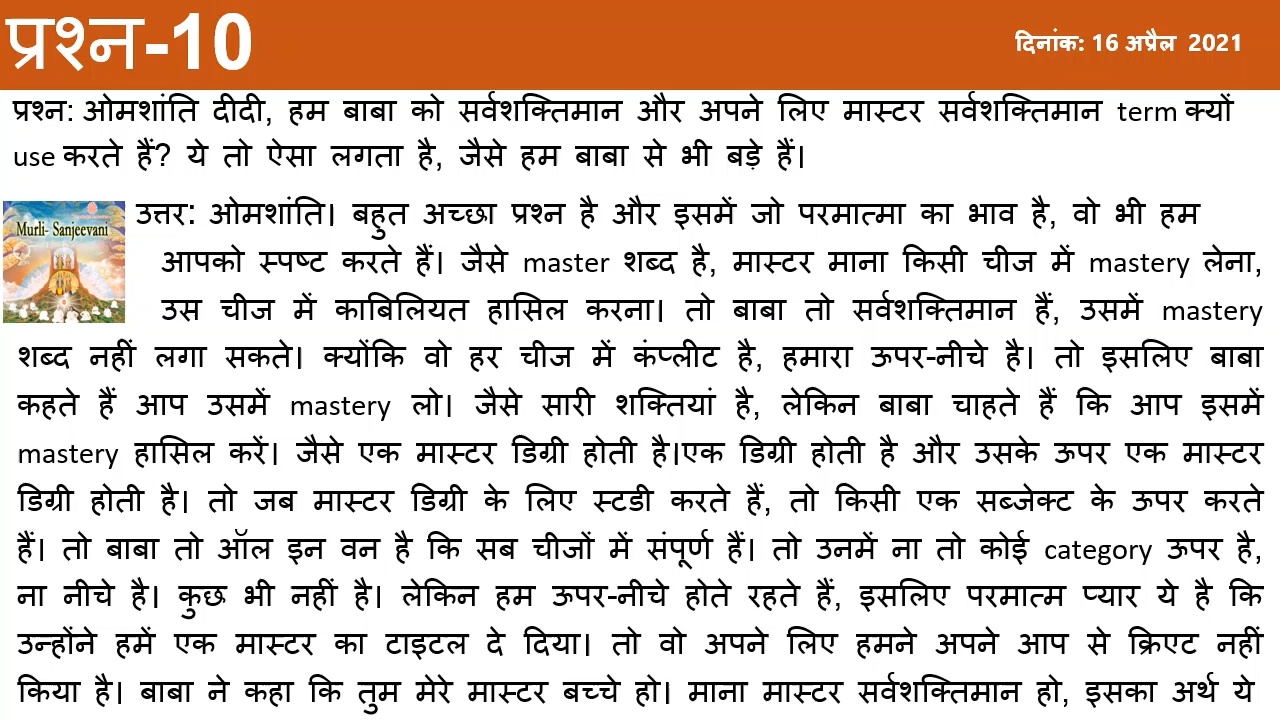 प्रश्न-10
दिनांक: 16 अप्रैल 2021
प्रश्न: ओमशांति दीदी, हम बाबा को सर्वशक्तिमान और अपने लिए मास्टर सर्वशक्तिमान term क्यों
use करते हैं? ये तो ऐसा लगता है, जैसे हम बाबा से भी बड़े हैं।
Murli- Sanjeevani
उत्तर: ओमशांति। बहुत अच्छा प्रश्न है और इसमें जो परमात्मा का भाव है, वो भी हम
आपको स्पष्ट करते हैं। जैसे master शब्द है, मास्टर माना किसी चीज में mastery लेना,
उस चीज में काबिलियत हासिल करना। तो बाबा तो सर्वशक्तिमान हैं, उसमें mastery
शब्द नहीं लगा सकते। क्योंकि वो हर चीज में कंप्लीट है, हमारा ऊपर-नीचे है। तो इसलिए बाबा
कहते हैं आप उसमें mastery लो। जैसे सारी शक्तियां है, लेकिन बाबा चाहते हैं कि आप इसमें
mastery हासिल करें। जैसे एक मास्टर डिग्री होती है।एक डिग्री होती है और उसके ऊपर एक मास्टर
डिग्री होती है। तो जब मास्टर डिग्री के लिए स्टडी करते हैं, तो किसी एक सब्जेक्ट के ऊपर करते
हैं। तो बाबा तो ऑल इन वन है कि सब चीजों में संपूर्ण हैं। तो उनमें ना तो कोई category ऊपर है,
ना नीचे है। कुछ भी नहीं है। लेकिन हम ऊपर-नीचे होते रहते हैं, इसलिए परमात्म प्यार ये है कि
उन्होंने हमें एक मास्टर का टाइटल दे दिया। तो वो अपने लिए हमने अपने आप से क्रिएट नहीं
किया है। बाबा ने कहा कि तुम मेरे मास्टर बच्चे हो। माना मास्टर सर्वशक्तिमान हो, इसका अर्थ ये